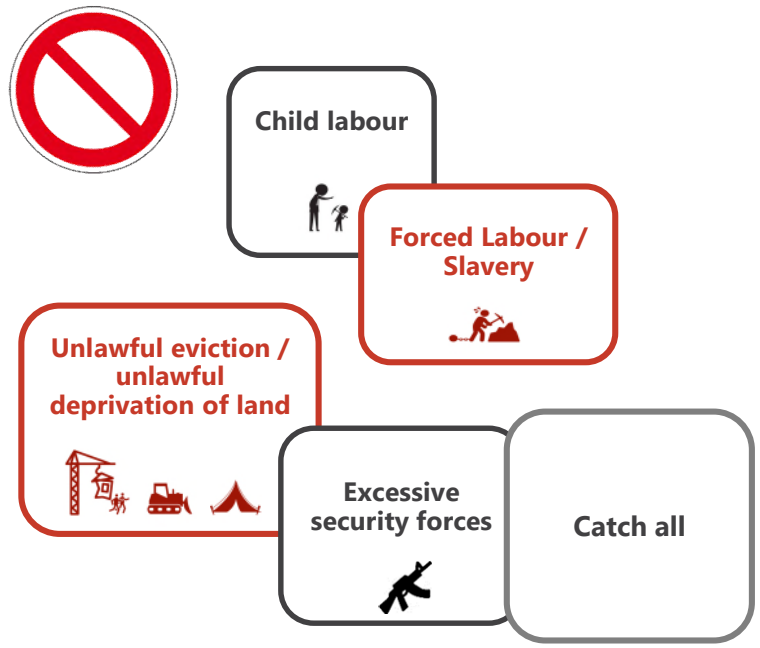 Child labour
Forced Labour /
Slavery
Unlawful eviction /
unlawful
deprivation of land
Excessive
security forces
Catch all